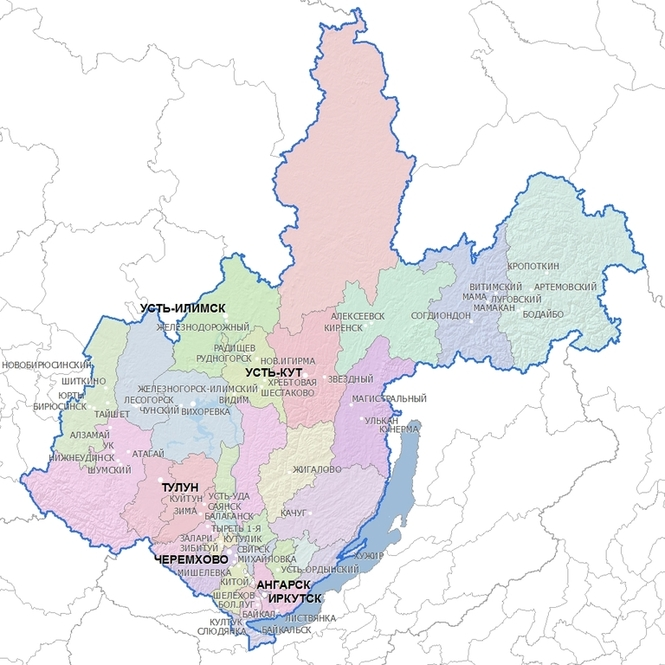 КРОПОТКИН
ВИТИМСКИЙ
АРТЕМОВСКИЙ
МАМА
ЛУГОВСКИЙ
МАМАКАН
БОДАЙБО
УСТЬ-ИЛИМСК
АЛЕКСЕЕВСК
СОГДИОНДОН
ЖЕЛЕЗНОДОРОЖНЫЙ
КИРЕНСК
РАДИЩЕВ
РУДНОГОРСК
НОВ.ИГИРМА
НОВОБИРЮСИНСКИЙ
УСТЬ-КУТ
ШИТКИНО
ХРЕБТОВАЯ
ЗВЕЗДНЫЙ
ЖЕЛЕЗНОГОРСК-ИЛИМСКИЙ
ШЕСТАКОВО
ЮРТЫ
ЛЕСОГОРСК
ВИДИМ
МАГИСТРАЛЬНЫЙ
БИРЮСИНСК
ЧУНСКИЙ
ВИХОРЕВКА
ТАЙШЕТ
УЛЬКАН
КУНЕРМА
АЛЗАМАЙ
УК
АТАГАЙ
НИЖНЕУДИНСК
ШУМСКИЙ
ЖИГАЛОВО
ТУЛУН
КУЙТУН
УСТЬ-УДА
ЗИМА
САЯНСК
БАЛАГАНСК
КАЧУГ
ТЫРЕТЬ 1-Я
ЗАЛАРИ
КУТУЛИК
ЗИБИТУЙ
СВИРСК
ЧЕРЕМХОВО
МИХАЙЛОВКА
ХУЖИР
МИШЕЛЕВКА
УСТЬ-ОРДЫНСКИЙ
КИТОЙ
АНГАРСК
ШЕЛЕХОВ
ИРКУТСК
БОЛ.ЛУГ
БАЙКАЛ
ЛИСТВЯНКА
КУЛТУК
СЛЮДЯНКА
БАЙКАЛЬСК